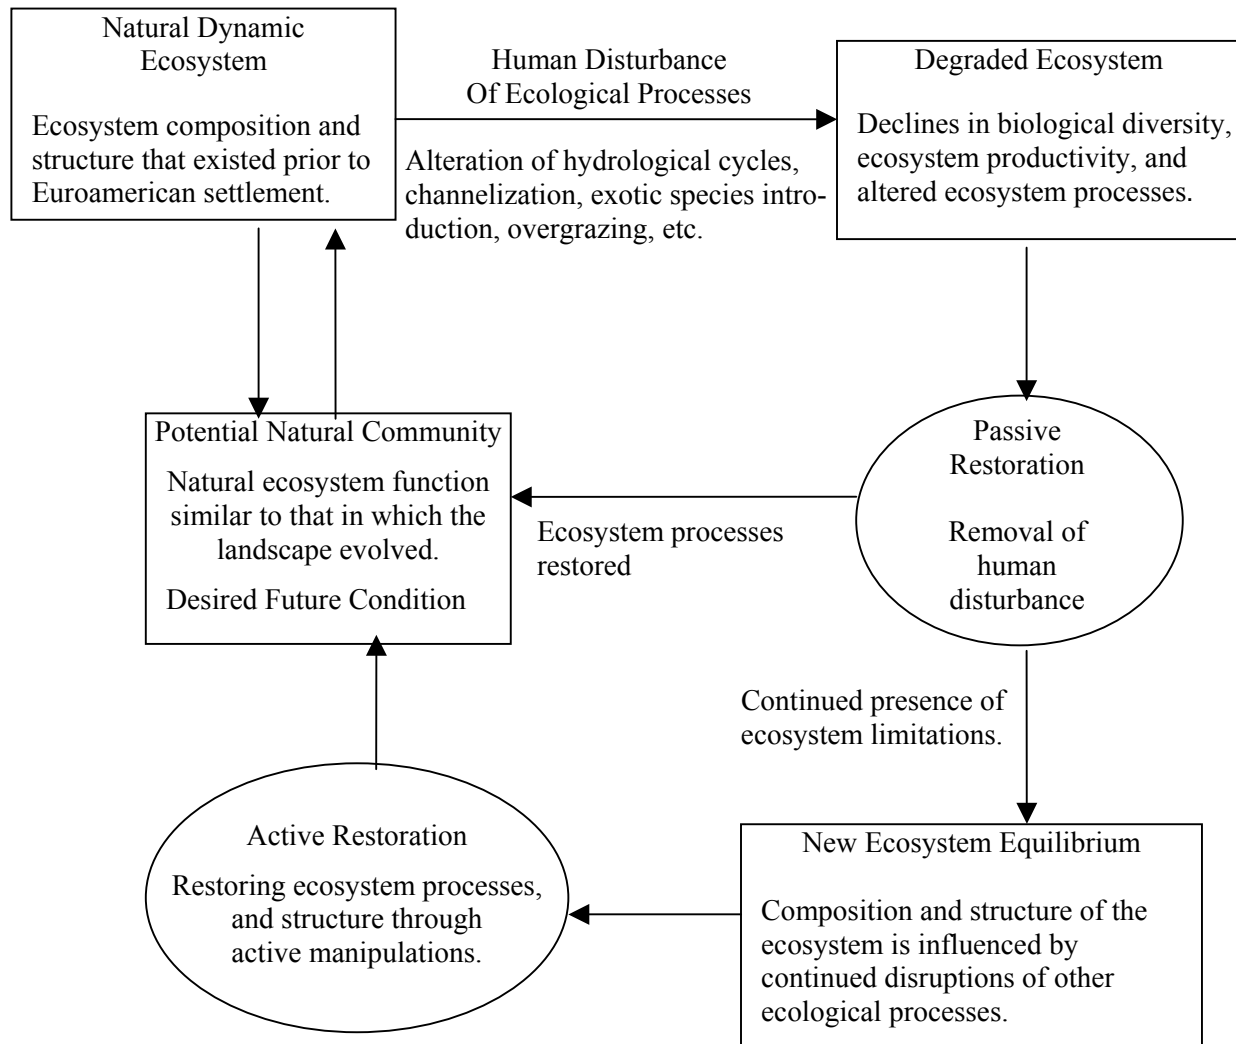 Natural Dynamic
Ecosystem
Ecosystem composition and
structure that existed prior to
Euroamerican settlement.
Human Disturbance
Of Ecological Processes
Alteration of hydrological cycles,
channelization, exotic species intro-
duction, overgrazing, etc.
Degraded Ecosystem
Declines in biological diversity,
ecosystem productivity, and
altered ecosystem processes.
Potential Natural Community
Natural ecosystem function
similar to that in which the
landscape evolved.
Desired Future Condition
Ecosystem processes
restored
Passive
Restoration
Removal of
human
disturbance
Continued presence of
ecosystem limitations.
Active Restoration
Restoring ecosystem processes,
and structure through
active manipulations.
New Ecosystem Equilibrium
Composition and structure of the
ecosystem is influenced by
continued disruptions of other
ecological processes.